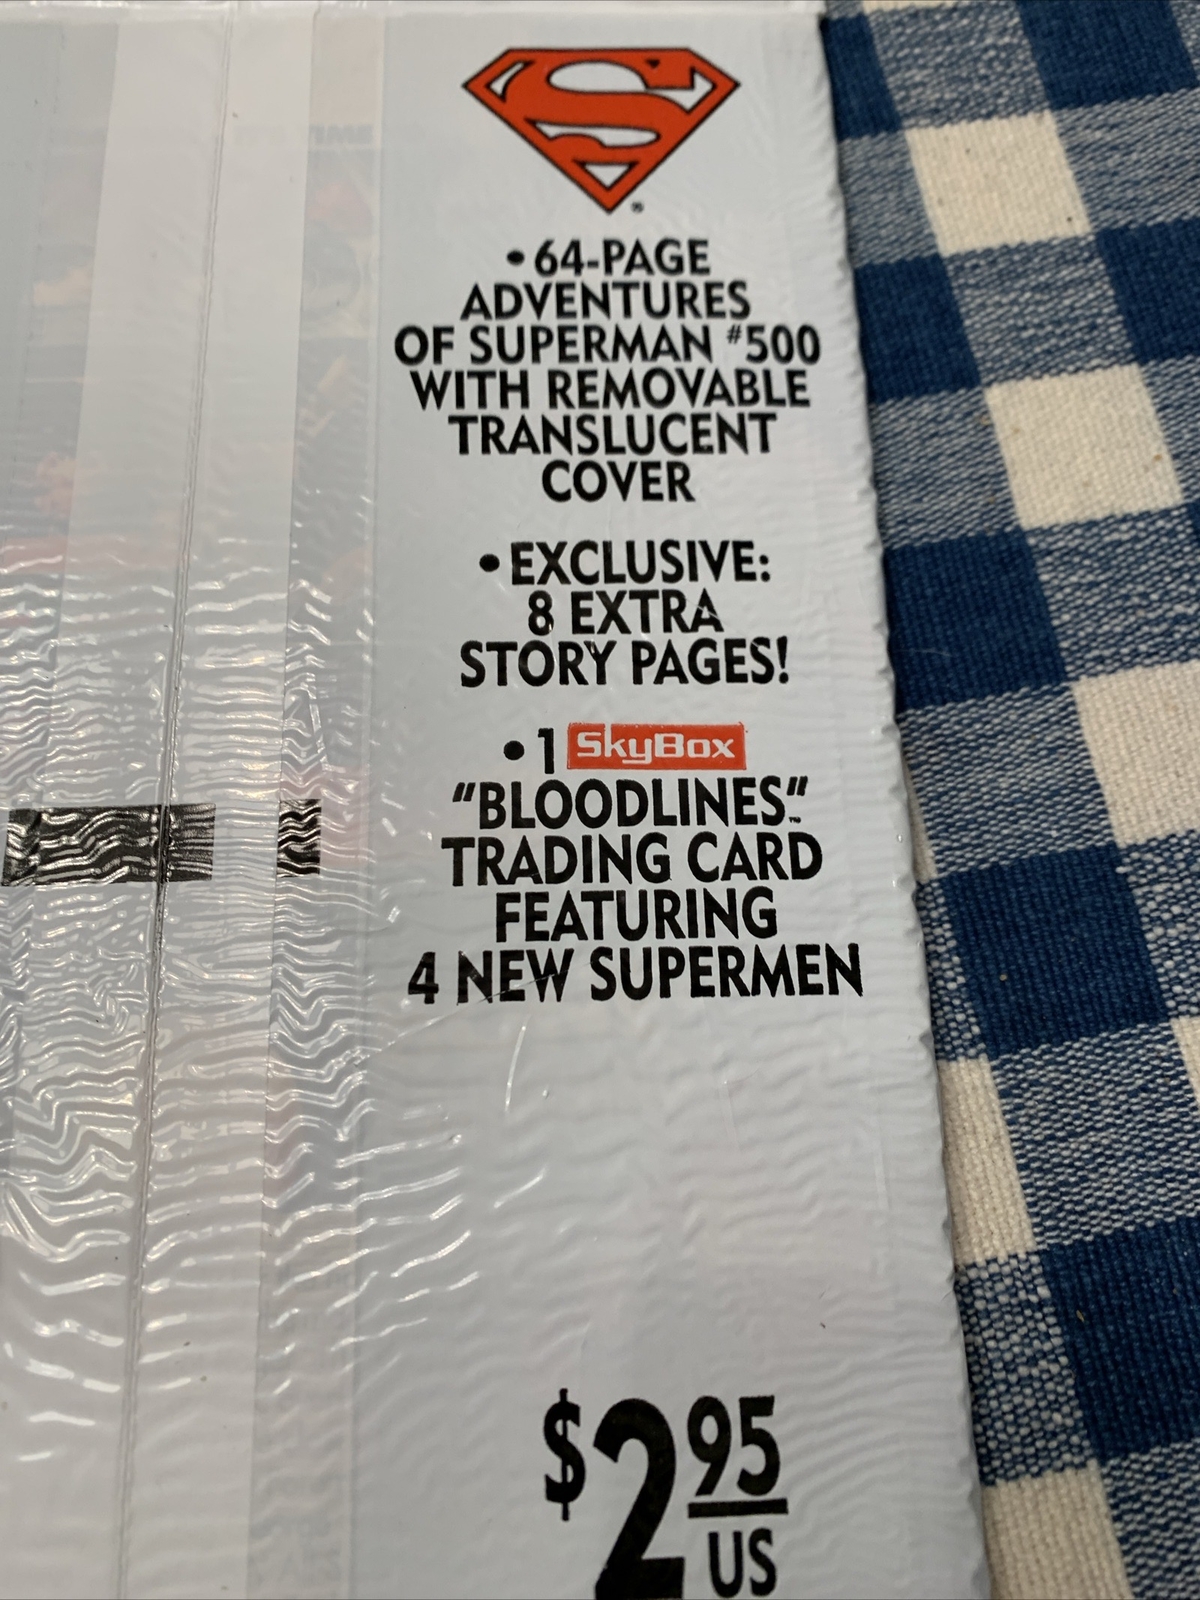 • 64-PAGE
ADVENTURES
OF SUPERMAN #500
WITH REMOVABLE
TRANSLUCENT
COVER
• EXCLUSIVE:
8 EXTRA
STORY PAGES!
• 1 SkyBox
"BLOODLINES"™
TRADING CARD
FEATURING
4 NEW SUPERMEN
$2.95
US